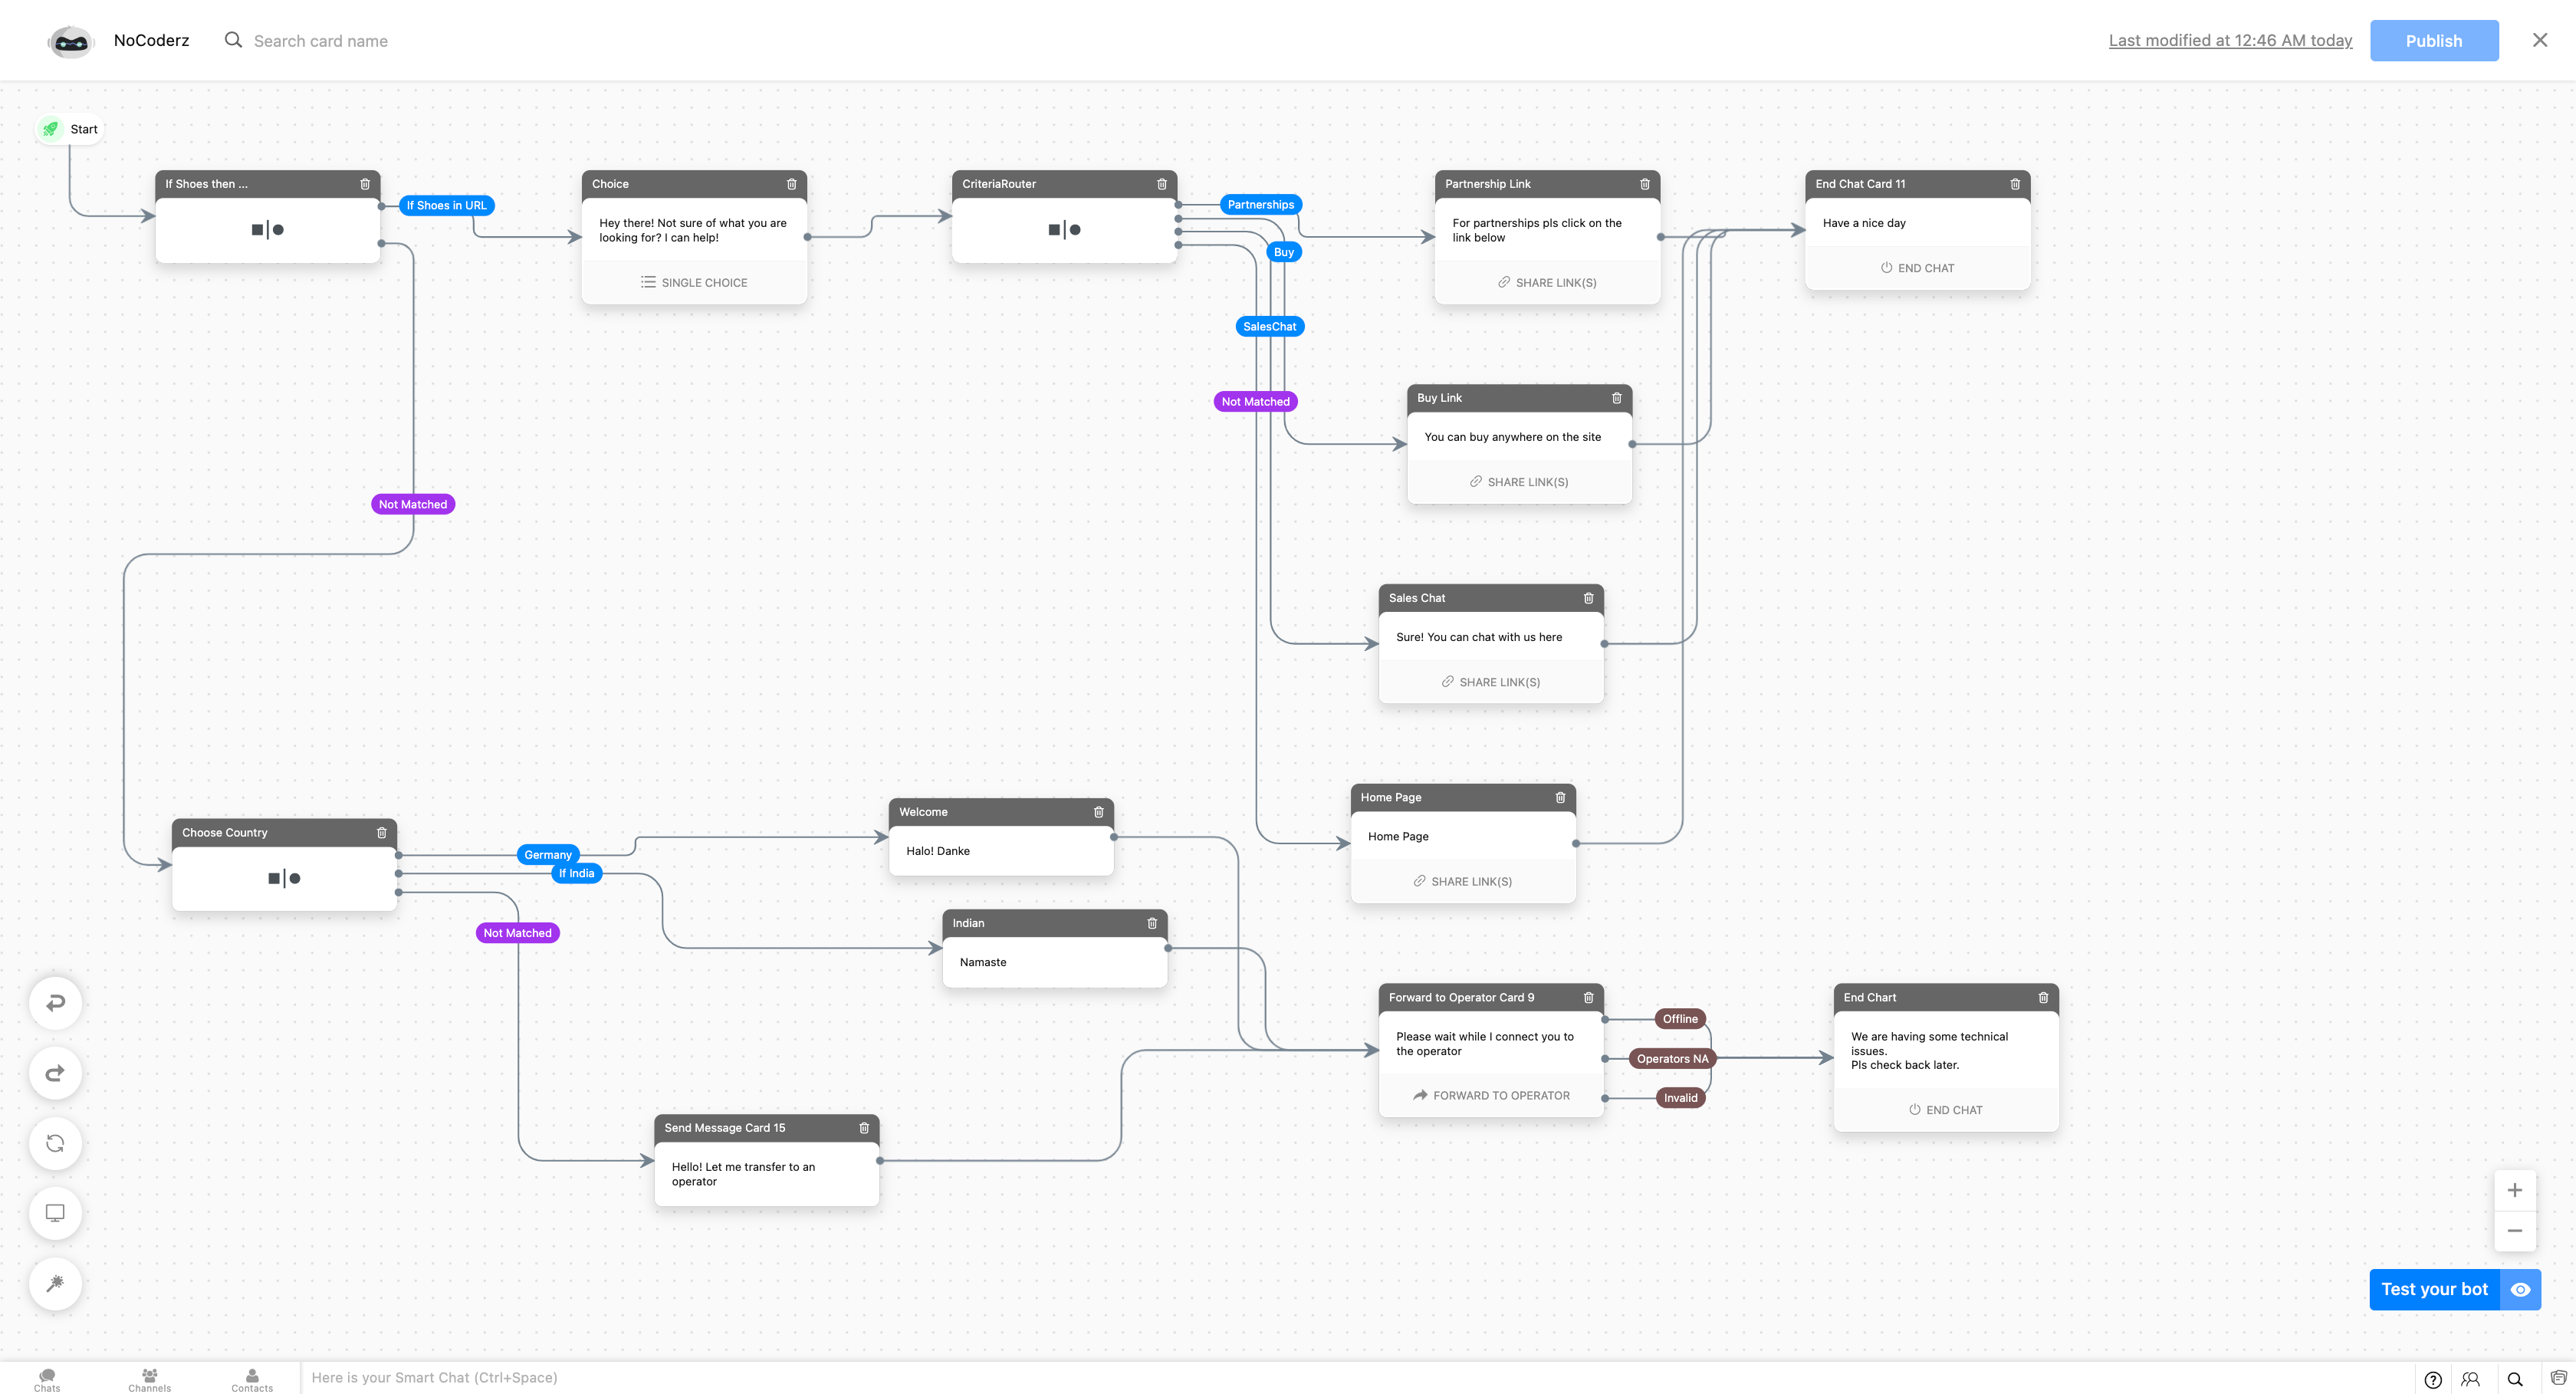 NoCoderz
Search card name
Last modified at 12:46 AM today
Publish
Start
If Shoes then ...
If Shoes in URL
Not Matched
Choice
Hey there! Not sure of what you are
looking for? I can help!
SINGLE CHOICE
CriteriaRouter
Partnerships
Buy
SalesChat
Not Matched
Partnership Link
For partnerships pls click on the
link below
SHARE LINK(S)
End Chat Card 11
Have a nice day
END CHAT
Buy Link
You can buy anywhere on the site
SHARE LINK(S)
Sales Chat
Sure! You can chat with us here
SHARE LINK(S)
Home Page
Home Page
SHARE LINK(S)
Choose Country
Germany
If India
Not Matched
Welcome
Halo! Danke
Indian
Namaste
Send Message Card 15
Hello! Let me transfer to an
operator
Forward to Operator Card 9
Please wait while I connect you to
the operator
FORWARD TO OPERATOR
Offline
Operators NA
Invalid
End Chart
We are having some technical
issues.
Pls check back later.
END CHAT
Test your bot
Chats
Channels
Contacts
Here is your Smart Chat (Ctrl+Space)